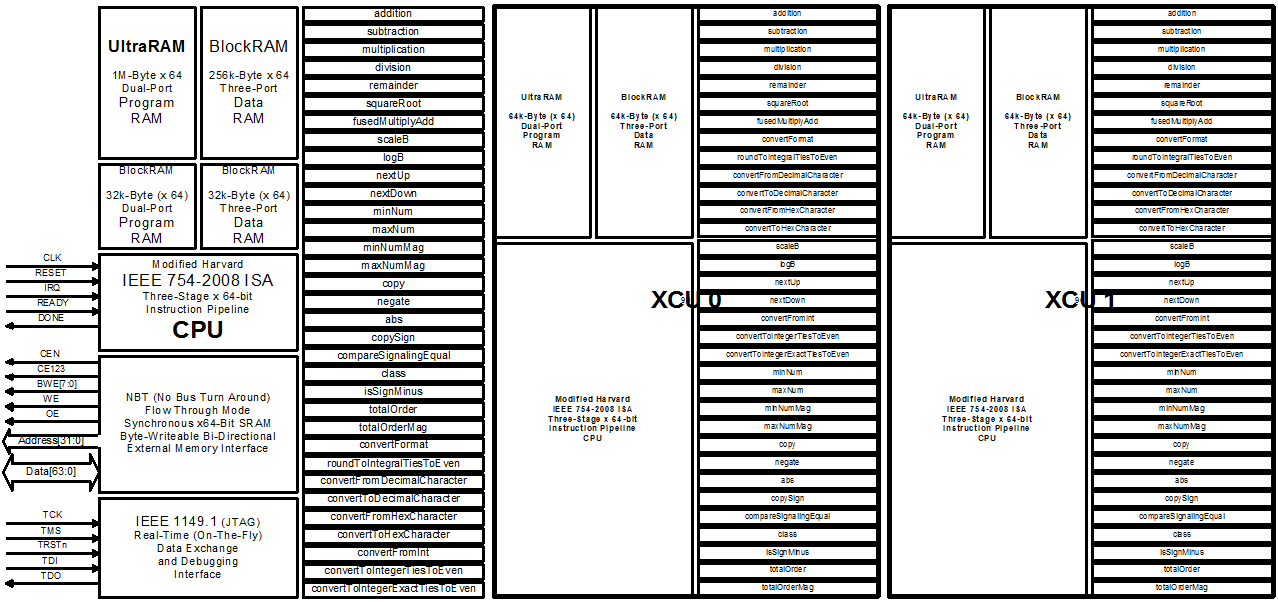 UltraRAM
1M-Byte x 64
Dual-Port
Program
RAM
BlockRAM
256k-Byte x 64
Three-Port
Data
RAM
BlockRAM
32k-Byte (x 64)
Dual-Port
Program
RAM
BlockRAM
32k-Byte (x 64)
Three-Port
Data
RAM
CLK
RESET
IRQ
READY
DONE
Modified Harvard
IEEE 754-2008 ISA
Three-Stage x 64-bit
Instruction Pipeline
CPU
CEN
CE123
BWE[7:0]
WE
OE
Address[31:0]
Data[63:0]
NBT (No Bus Turn Around)
Flow Through Mode
Synchronous x64-Bit SRAM
Byte-Writeable Bi-Directional
External Memory Interface
TCK
TMS
TRSTn
TDI
TDO
IEEE 1149.1 (JTAG)
Real-Time (On-The-Fly)
Data Exchange
and Debugging
Interface
addition
subtraction
multiplication
division
remainder
squareRoot
fusedMultiplyAdd
scaleB
logB
nextUp
nextDown
minNum
maxNum
minNumMag
maxNumMag
copy
negate
abs
copySign
compareSignalingEqual
class
isSignMinus
totalOrder
totalOrderMag
convertFormat
roundToIntegralTiesToEven
convertFromDecimalCharacter
convertToDecimalCharacter
convertFromHexCharacter
convertToHexCharacter
convertFromInt
convertToIntegerTiesToEven
convertToIntegerExactTiesToEven
UltraRAM
64k-Byte (x 64)
Dual-Port
Program
RAM
BlockRAM
64k-Byte (x 64)
Three-Port
Data
RAM
XCU 0
Modified Harvard
IEEE 754-2008 ISA
Three-Stage x 64-bit
Instruction Pipeline
CPU
addition
subtraction
multiplication
division
remainder
squareRoot
fusedMultiplyAdd
convertFormat
roundToIntegralTiesToEven
convertFromDecimalCharacter
convertToDecimalCharacter
convertFromHexCharacter
convertToHexCharacter
scaleB
logB
nextUp
nextDown
convertFromInt
convertToIntegerTiesToEven
convertToIntegerExactTiesToEven
minNum
maxNum
minNumMag
maxNumMag
copy
negate
abs
copySign
compareSignalingEqual
class
isSignMinus
totalOrder
totalOrderMag
UltraRAM
64k-Byte (x 64)
Dual-Port
Program
RAM
BlockRAM
64k-Byte (x 64)
Three-Port
Data
RAM
XCU 1
Modified Harvard
IEEE 754-2008 ISA
Three-Stage x 64-bit
Instruction Pipeline
CPU
addition
subtraction
multiplication
division
remainder
squareRoot
fusedMultiplyAdd
convertFormat
roundToIntegralTiesToEven
convertFromDecimalCharacter
convertToDecimalCharacter
convertFromHexCharacter
convertToHexCharacter
scaleB
logB
nextUp
nextDown
convertFromInt
convertToIntegerTiesToEven
convertToIntegerExactTiesToEven
minNum
maxNum
minNumMag
maxNumMag
copy
negate
abs
copySign
compareSignalingEqual
class
isSignMinus
totalOrder
totalOrderMag